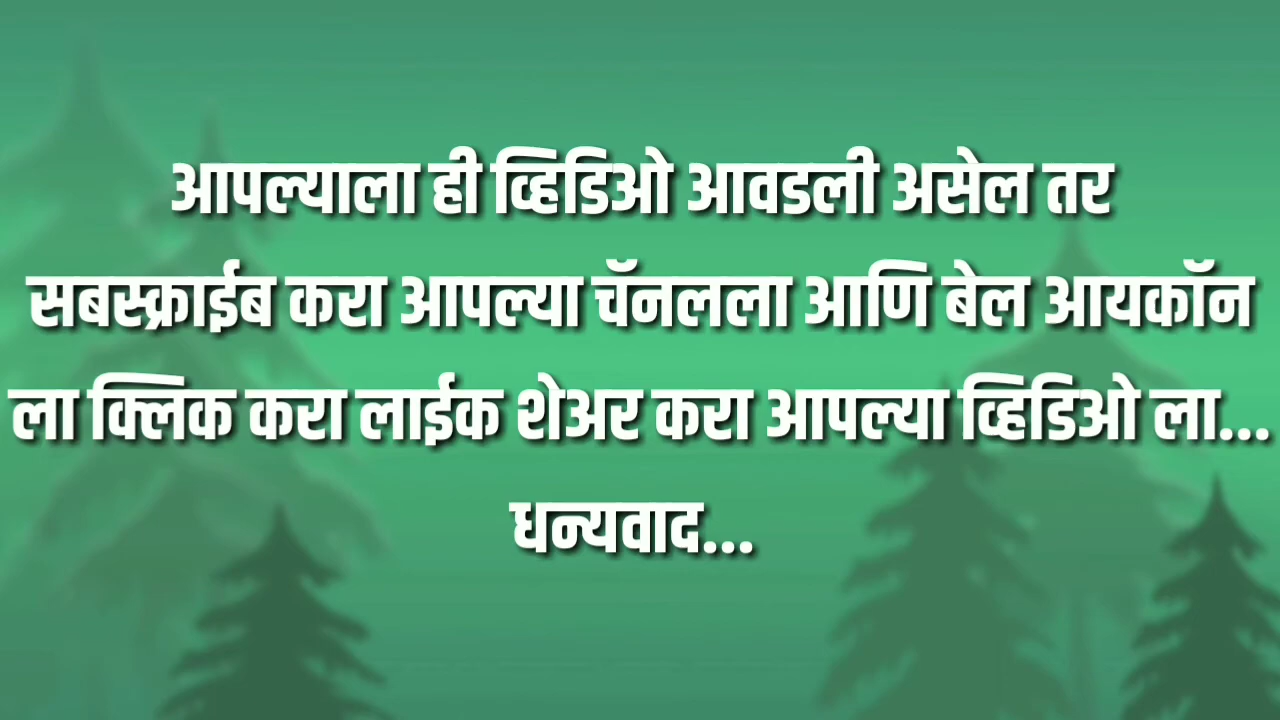 आपल्याला ही व्हिडिओ आवडली असेल तर
सबस्क्राईब करा आपल्या चॅनलला आणि बेल आयकॉन
ला क्लिक करा लाईक शेअर करा आपल्या व्हिडिओ ला...
धन्यवाद...